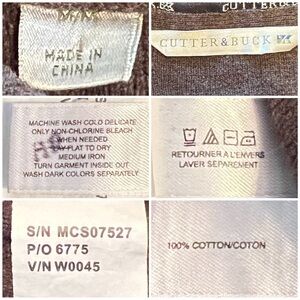 MADE IN
CHINA
CUTTER & BUCK
CUTTER & BUCK
MACHINE WASH COLD DELICATE
ONLY NON-CHLORINE BLEACH
WHEN NEEDED
LAY FLAT TO DRY
MEDIUM IRON
TURN GARMENT INSIDE OUT
WASH DARK COLORS SEPARATELY
RETOURNER À L'ENVERS
LAVER SEPAREMENT
S/N MCS07527
P/O 6775
V/N W0045
100% COTTON/COTON